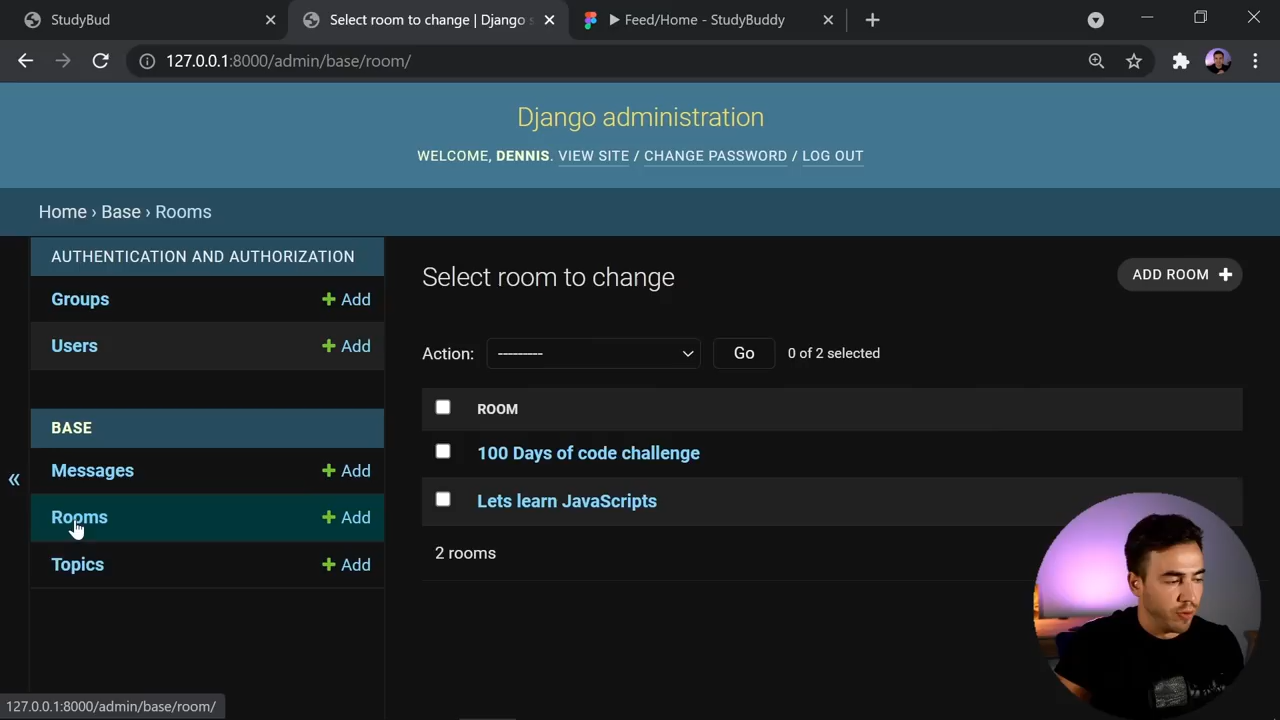 StudyBud
Select room to change | Django s
Feed/Home - StudyBuddy
127.0.0.1:8000/admin/base/room/
Django administration
WELCOME, DENNIS. VIEW SITE / CHANGE PASSWORD / LOG OUT
Home › Base › Rooms
AUTHENTICATION AND AUTHORIZATION
Groups + Add
Users + Add
BASE
Messages + Add
Rooms + Add
Topics + Add
«
Select room to change
ADD ROOM +
Action: --------- Go 0 of 2 selected
ROOM
100 Days of code challenge
Lets learn JavaScripts
2 rooms
127.0.0.1:8000/admin/base/room/